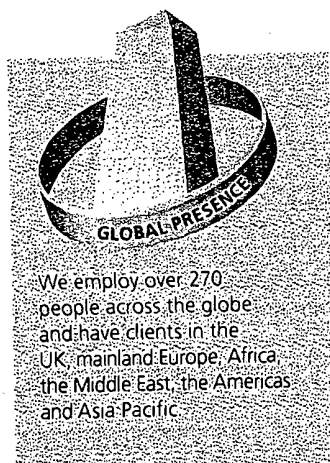 GLOBAL PRESENCE
We employ over 270
people across the globe
and have clients in the
UK, mainland Europe, Africa,
the Middle East, the Americas
and Asia Pacific